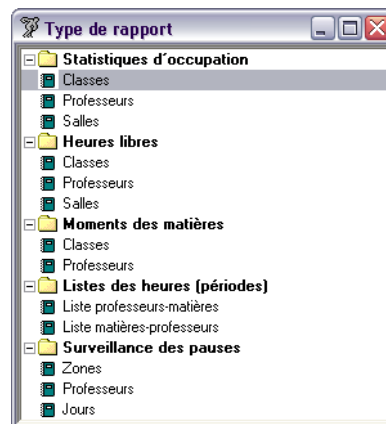 Type de rapport
Statistiques d'occupation
Classes
Professeurs
Salles
Heures libres
Classes
Professeurs
Salles
Moments des matières
Classes
Professeurs
Listes des heures (périodes)
Liste professeurs-matières
Liste matières-professeurs
Surveillance des pauses
Zones
Professeurs
Jours